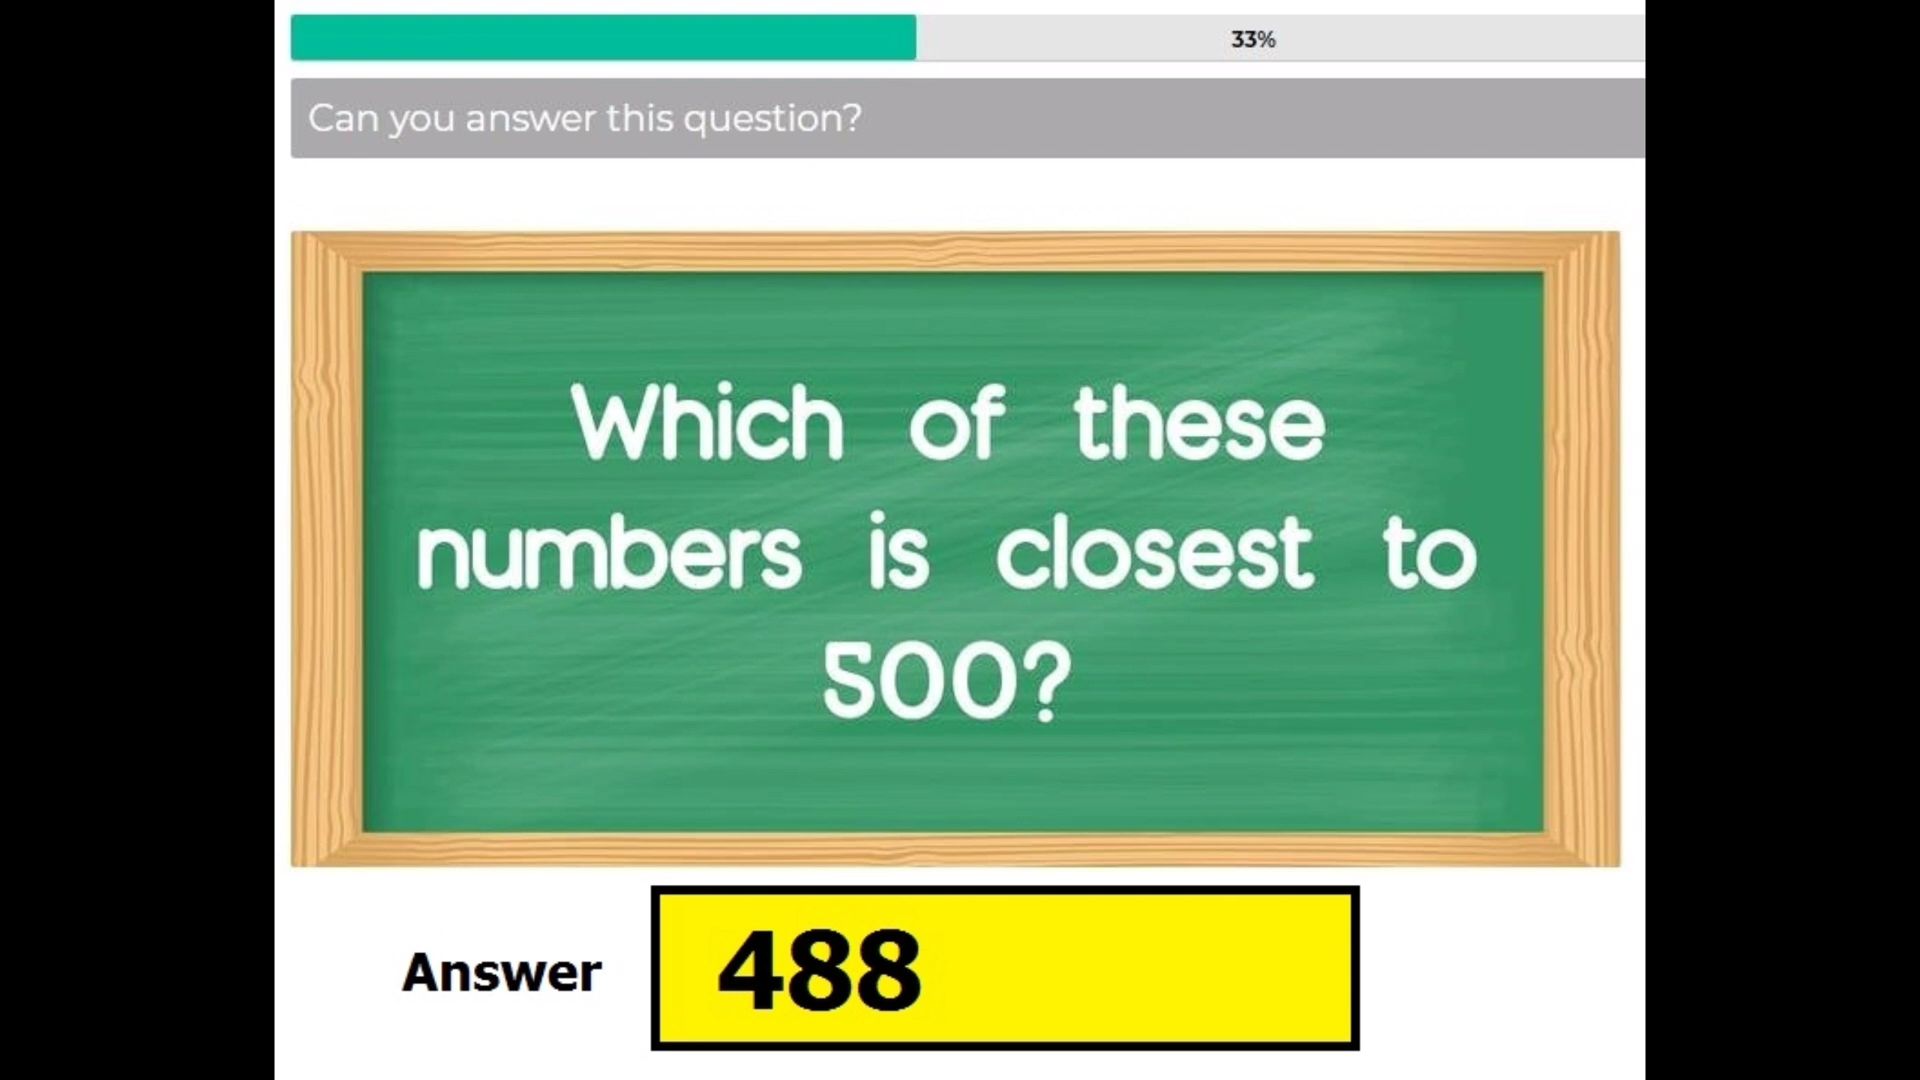 33%
Can you answer this question?
Which of these
numbers is closest to
500?
Answer 488